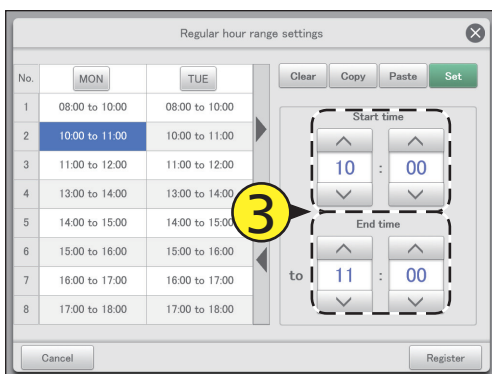 Regular hour range settings
No. MON TUE
1 08:00 to 10:00 08:00 to 10:00
2 10:00 to 11:00 10:00 to 11:00
3 11:00 to 12:00 11:00 to 12:00
4 13:00 to 14:00 13:00 to 14:00
5 14:00 to 15:00 14:00 to 15:00
6 15:00 to 16:00 15:00 to 16:00
7 16:00 to 17:00 16:00 to 17:00
8 17:00 to 18:00 17:00 to 18:00
Clear Copy Paste Set
Start time
10 : 00
3
End time
to 11 : 00
Cancel Register